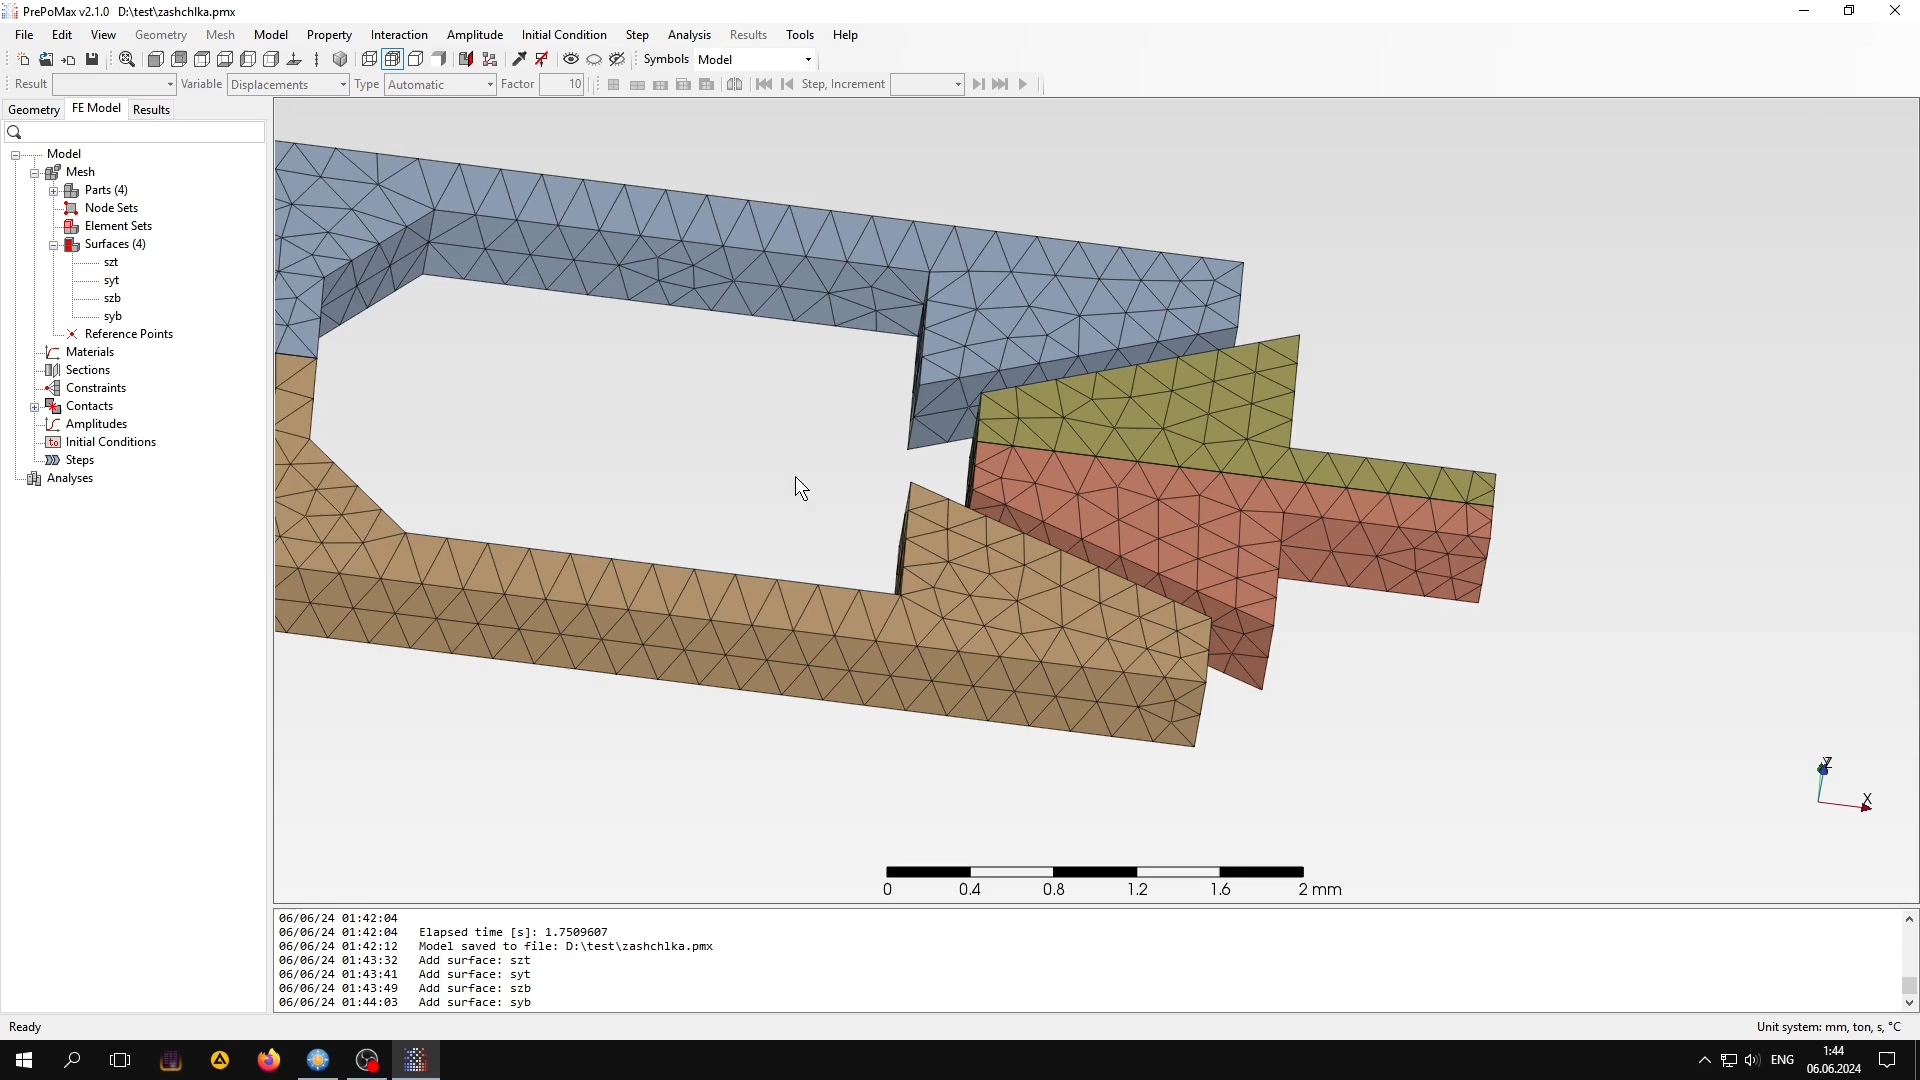 PrePoMax v2.1.0 D:\test\zashchlka.pmx
File Edit View Geometry Mesh Model Property Interaction Amplitude Initial Condition Step Analysis Results Tools Help
Symbols Model
Result Variable Displacements Type Automatic Factor 10 Step, Increment
Geometry FE Model Results
Model
Mesh
Parts (4)
Node Sets
Element Sets
Surfaces (4)
szt
syt
szb
syb
Reference Points
Materials
Sections
Constraints
Contacts
Amplitudes
Initial Conditions
Steps
Analyses
Z
X
0 0.4 0.8 1.2 1.6 2 mm
06/06/24 01:42:04
06/06/24 01:42:04 Elapsed time [s]: 1.7509607
06/06/24 01:42:12 Model saved to file: D:\test\zashchlka.pmx
06/06/24 01:43:32 Add surface: szt
06/06/24 01:43:41 Add surface: syt
06/06/24 01:43:49 Add surface: szb
06/06/24 01:44:03 Add surface: syb
Ready
Unit system: mm, ton, s, °C
ENG
1:44
06.06.2024